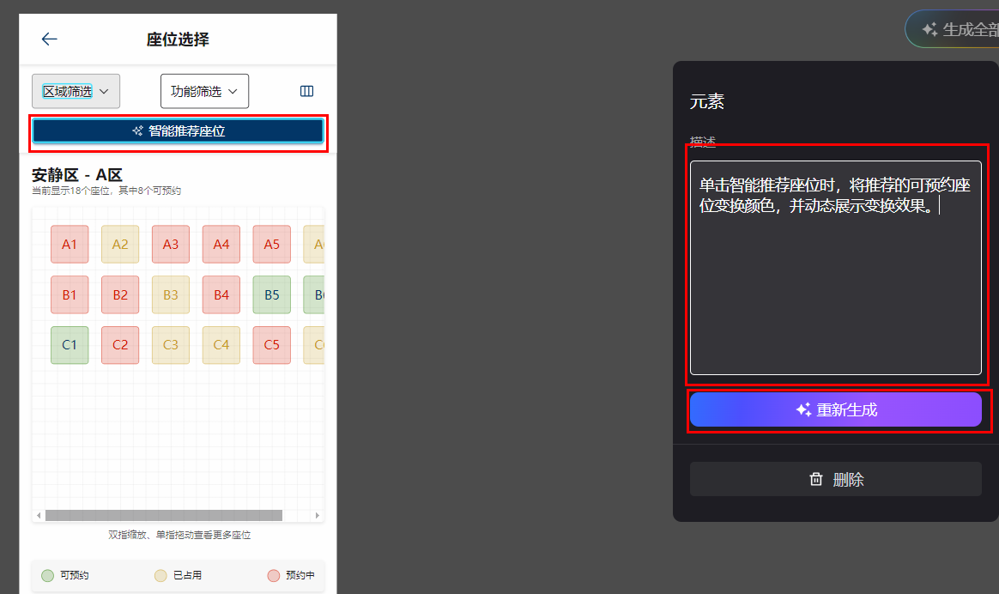 座位选择
区域筛选
功能筛选
智能推荐座位
安静区 - A区
当前显示18个座位，其中8个可预约
A1 A2 A3 A4 A5
B1 B2 B3 B4 B5
C1 C2 C3 C4 C5
双指缩放、单指拖动查看更多座位
可预约 已占用 预约中
生成全部
元素
描述
单击智能推荐座位时，将推荐的可预约座
位变换颜色，并动态展示变换效果。
重新生成
删除